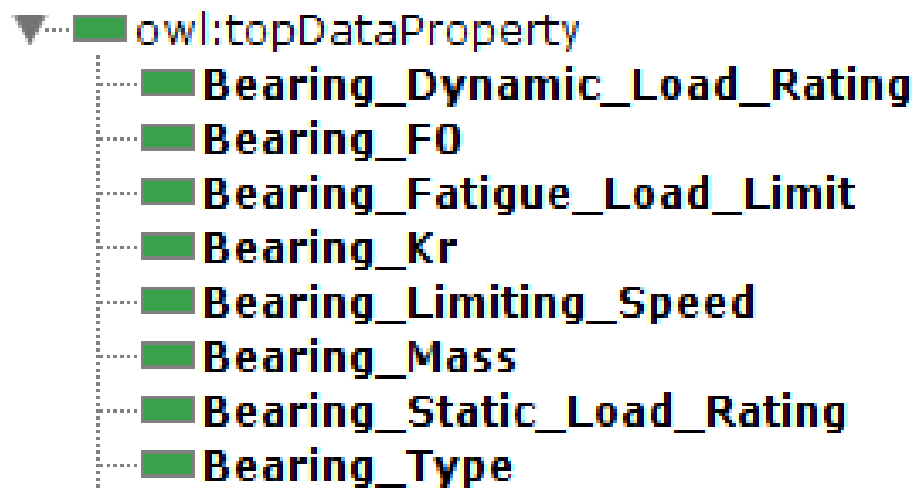 owl:topDataProperty
Bearing_Dynamic_Load_Rating
Bearing_F0
Bearing_Fatigue_Load_Limit
Bearing_Kr
Bearing_Limiting_Speed
Bearing_Mass
Bearing_Static_Load_Rating
Bearing_Type